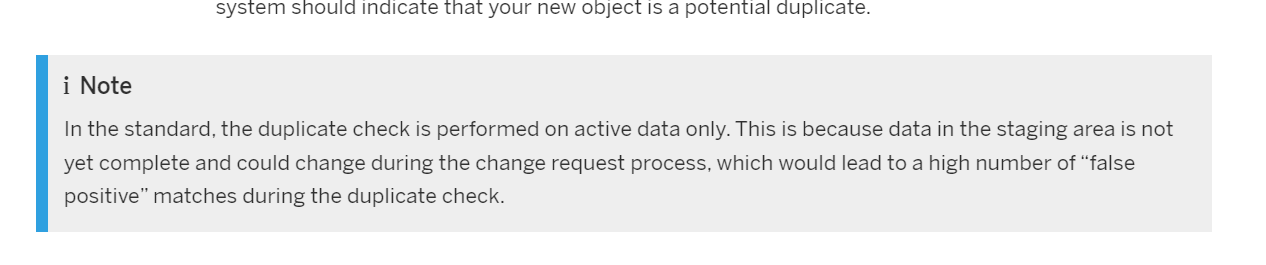 system should indicate that your new object is a potential duplicate.
i Note
In the standard, the duplicate check is performed on active data only. This is because data in the staging area is not
yet complete and could change during the change request process, which would lead to a high number of “false
positive” matches during the duplicate check.